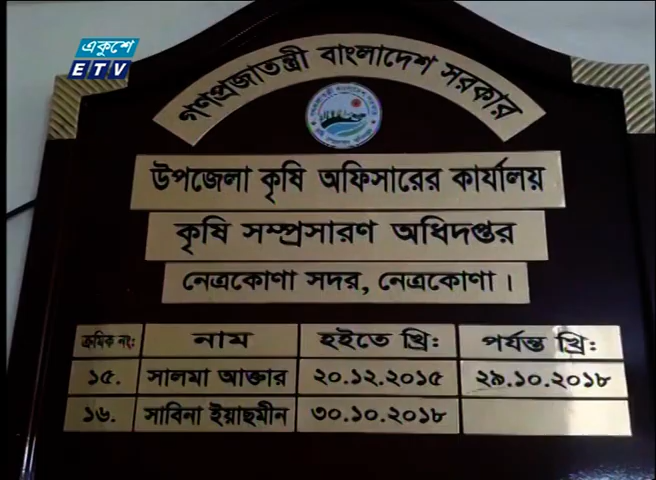 একুশে
ETV
গণপ্রজাতন্ত্রী বাংলাদেশ সরকার
উপজেলা কৃষি অফিসারের কার্যালয়
কৃষি সম্প্রসারণ অধিদপ্তর
নেত্রকোণা সদর, নেত্রকোণা।
ক্রমিক নং: নাম হইতে খ্রি: পর্যন্ত খ্রি:
১৫. সালমা আক্তার ২০.১২.২০১৫ ২৯.১০.২০১৮
১৬. সাবিনা ইয়াছমীন ৩০.১০.২০১৮